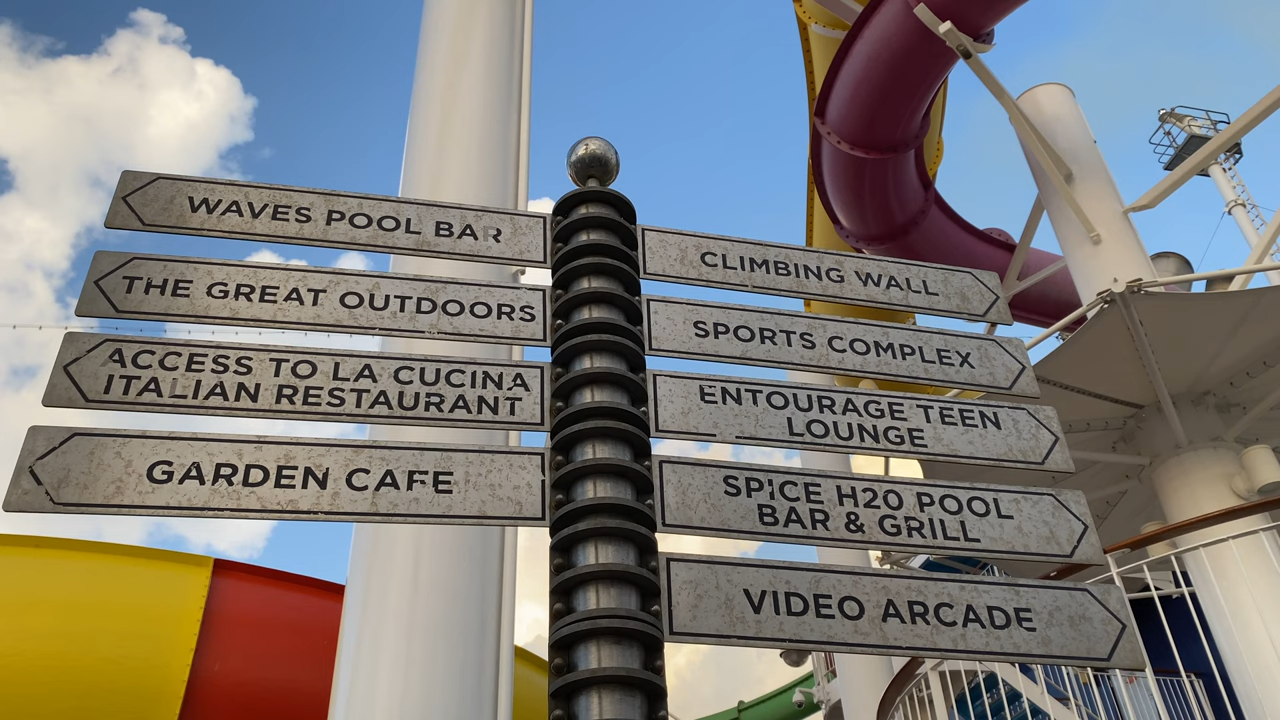 WAVES POOL BAR
THE GREAT OUTDOORS
ACCESS TO LA CUCINA
ITALIAN RESTAURANT
GARDEN CAFE
CLIMBING WALL
SPORTS COMPLEX
ENTOURAGE TEEN
LOUNGE
SPICE H20 POOL
BAR & GRILL
VIDEO ARCADE